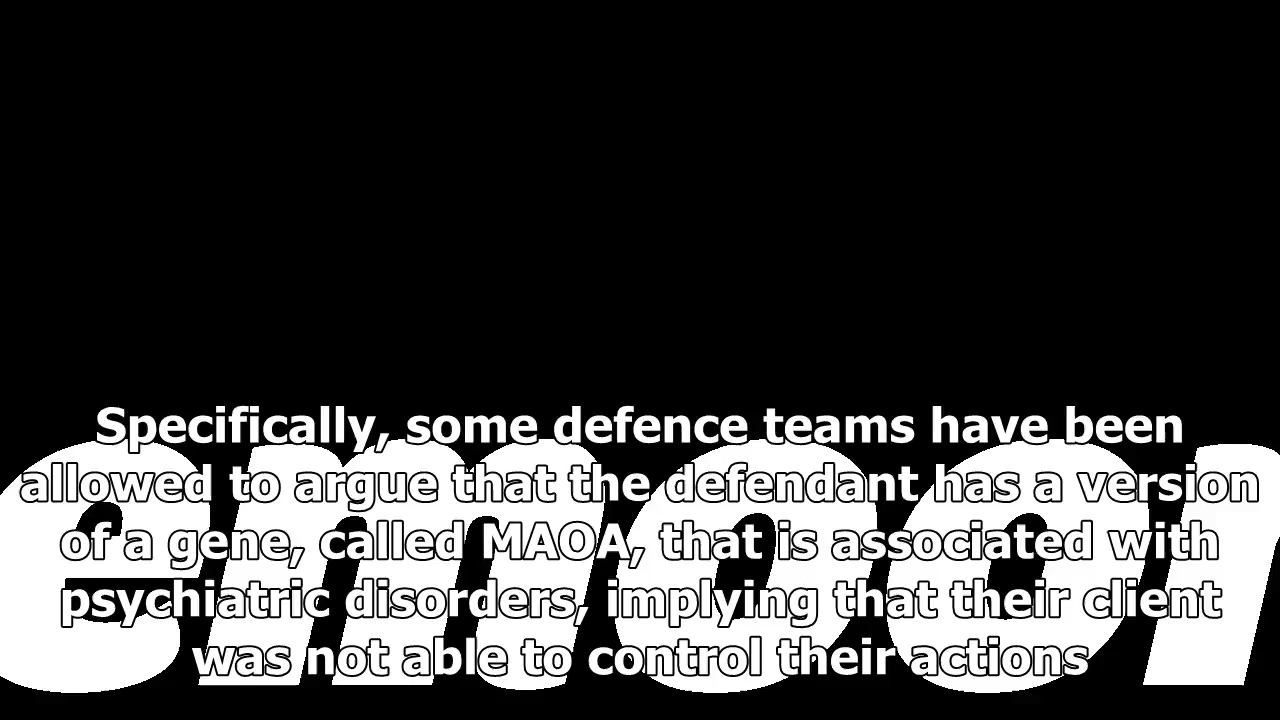 Specifically, some defence teams have been
allowed to argue that the defendant has a version
of a gene, called MAOA, that is associated with
psychiatric disorders, implying that their client
was not able to control their actions